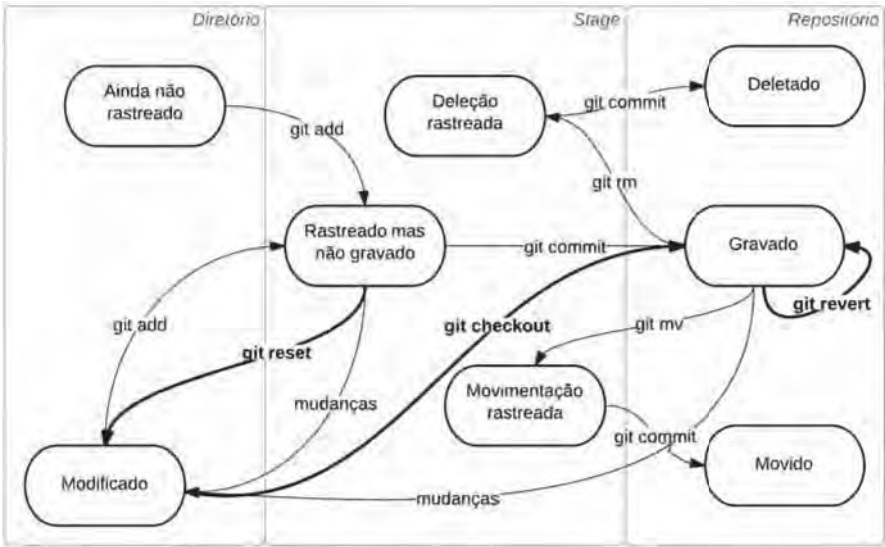 Diretório
Stage
Repositório
Ainda não
rastreado
Deleção
rastreada
git commit
Deletado
git add
git rm
Rastreado mas
não gravado
git commit
Gravado
git add
git reset
git checkout
git mv
git revert
mudanças
Movimentação
rastreada
git commit
Modificado
mudanças
Movido